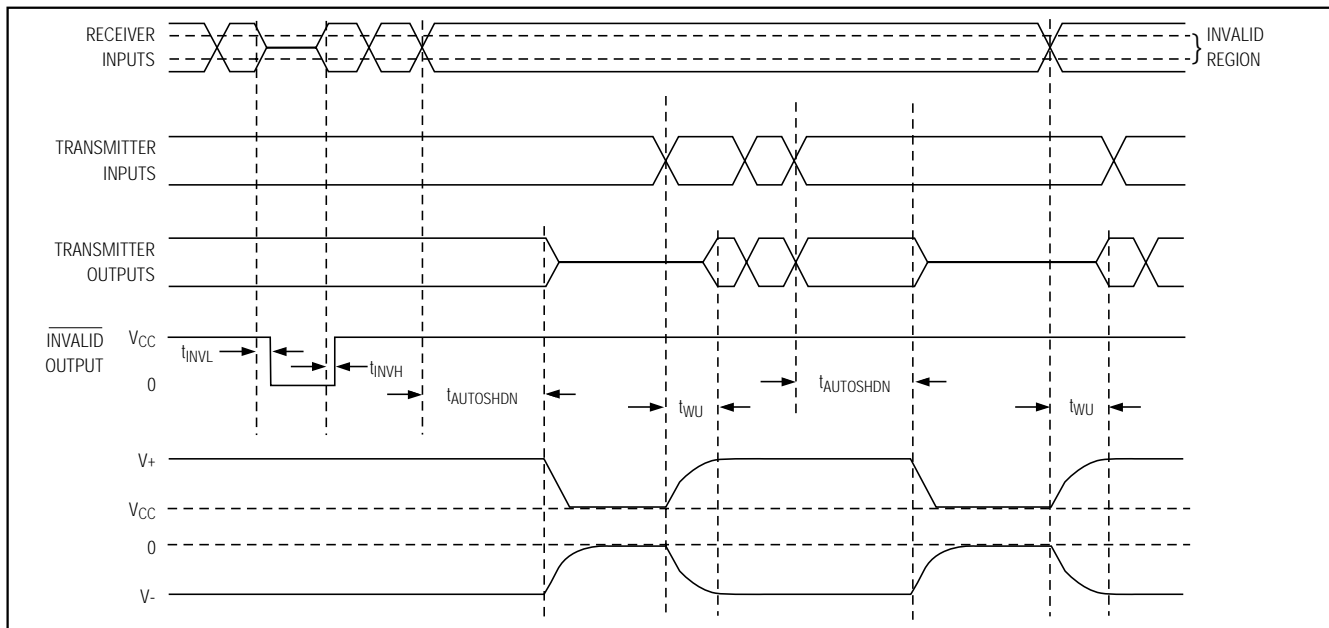 RECEIVER
INPUTS
} INVALID
REGION
TRANSMITTER
INPUTS
TRANSMITTER
OUTPUTS
INVALID
OUTPUT
VCC
0
tINVL
tINVH
tAUTOSHDN
tWU
tAUTOSHDN
tWU
V+
VCC
0
V-